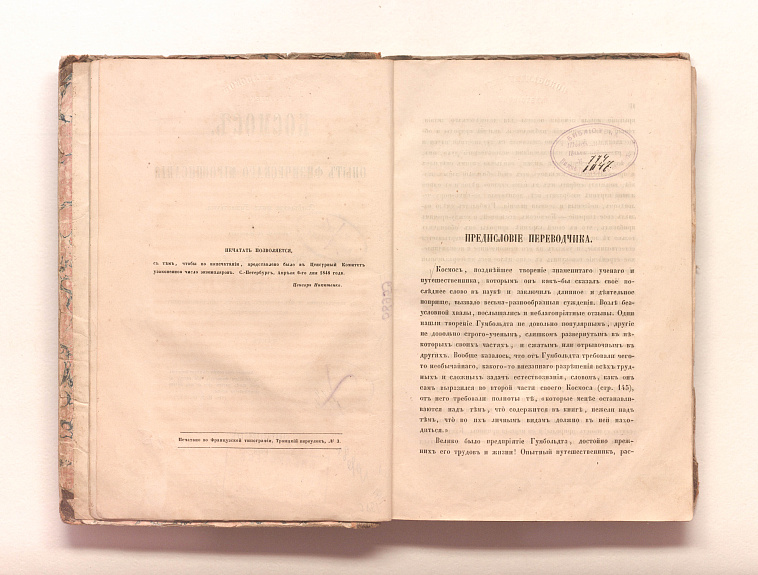 ПЕЧАТАТЬ ПОЗВОЛЯЕТСЯ,
съ тѣмъ, чтобы по напечатаніи, представлено было въ Ценсурный Комитетъ
узаконенное число экземпляровъ. С.-Петербургъ. Апрѣля 6-го дня 1848 года.
Ценсоръ Никитенко.
Печатано во Французской типографіи, Троицкій переулокъ, № 3.
ПРЕДИСЛОВІЕ ПЕРЕВОДЧИКА.
Космосъ, позднѣйшее твореніе знаменитаго ученаго и
путешественника, которымъ онъ какъ-бы сказалъ своё по-
слѣднее слово въ наукѣ и заключилъ длинное и дѣятельное
поприще, вызвало весьма-разнообразныя сужденія. Возлѣ без-
условной хвалы, послышались и неблагопріятные отзывы. Одни
нашли твореніе Гумбольдта не довольно популярнымъ, другіе
не довольно строго-ученымъ, слишкомъ развернутымъ въ нѣ-
которыхъ своихъ частяхъ, и сжатымъ или отрывочнымъ въ
другихъ. Вообще казалось, что отъ Гумбольдта требовали чего-
то необычайнаго, какого-то внезапнаго разрѣшенія всѣхъ труд-
ныхъ и сложныхъ задачъ естествознанія, словомъ, какъ онъ
самъ выразился во второй части своего Космоса (стр. 145),
отъ него требовали полноты тѣ, «которые менѣе останавли-
ваются надъ тѣмъ, что содержится въ книгѣ, нежели надъ
тѣмъ, что по ихъ личнымъ видамъ должно въ ней нахо-
диться.»
Велико было предпріятіе Гумбольдта, достойно преж-
нихъ его трудовъ и жизни! Опытный путешественникъ, рас-